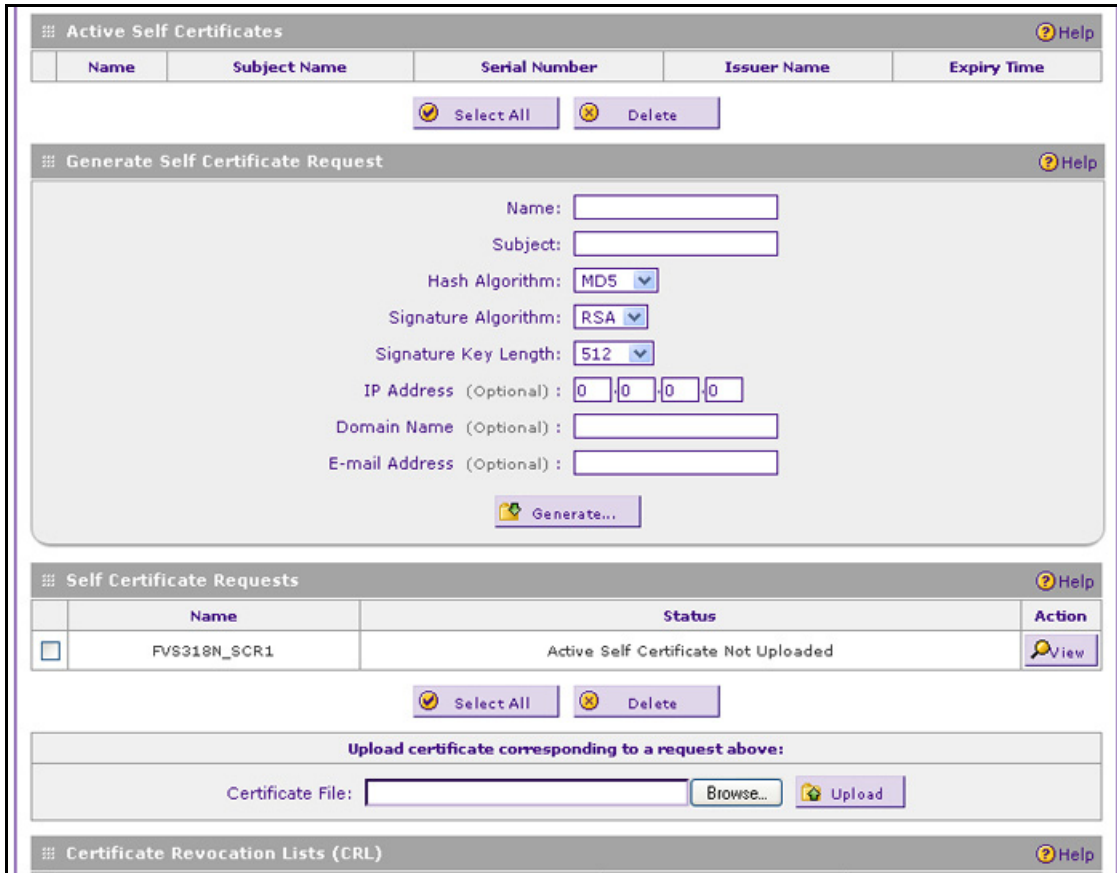 Active Self Certificates Help
Name Subject Name Serial Number Issuer Name Expiry Time
Select All Delete
Generate Self Certificate Request Help
Name:
Subject:
Hash Algorithm: MD5
Signature Algorithm: RSA
Signature Key Length: 512
IP Address (Optional) : 0 .0 .0 .0
Domain Name (Optional) :
E-mail Address (Optional) :
Generate...
Self Certificate Requests Help
Name Status Action
FVS318N_SCR1 Active Self Certificate Not Uploaded View
Select All Delete
Upload certificate corresponding to a request above:
Certificate File: Browse... Upload
Certificate Revocation Lists (CRL) Help